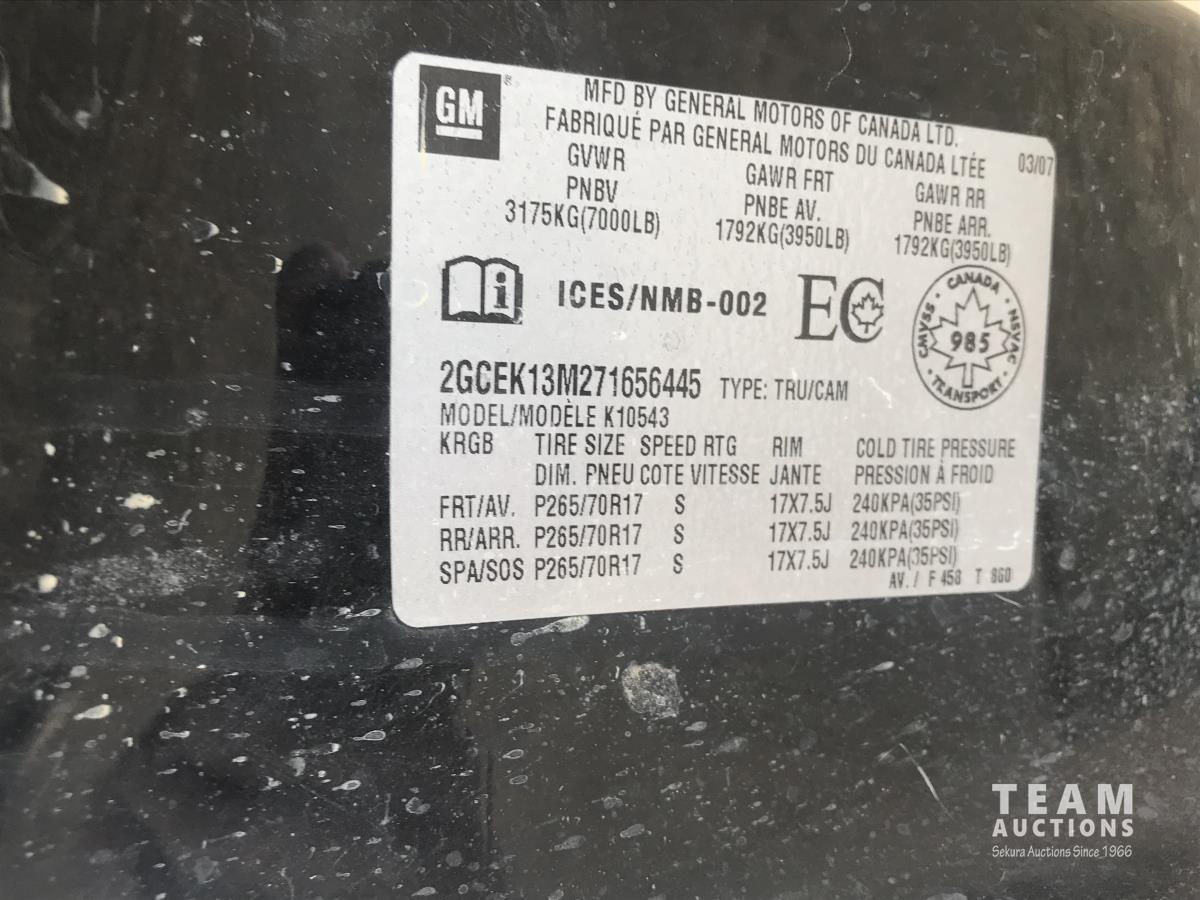 GM
MFD BY GENERAL MOTORS OF CANADA LTD.
FABRIQUÉ PAR GENERAL MOTORS DU CANADA LTÉE
03/07
GVWR GAWR FRT GAWR RR
PNBV PNBE AV. PNBE ARR.
3175KG(7000LB) 1792KG(3950LB) 1792KG(3950LB)
i ICES/NMB-002 EC
CANADA
CMVSS 985 NSVAC
TRANSPORT
2GCEK13M271656445 TYPE: TRU/CAM
MODEL/MODÈLE K10543
KRGB TIRE SIZE SPEED RTG RIM COLD TIRE PRESSURE
DIM. PNEU COTE VITESSE JANTE PRESSION À FROID
FRT/AV. P265/70R17 S 17X7.5J 240KPA(35PSI)
RR/ARR. P265/70R17 S 17X7.5J 240KPA(35PSI)
SPA/SOS P265/70R17 S 17X7.5J 240KPA(35PSI)
AV. / F 458 T 860
TEAM
AUCTIONS
Sekura Auctions Since 1966